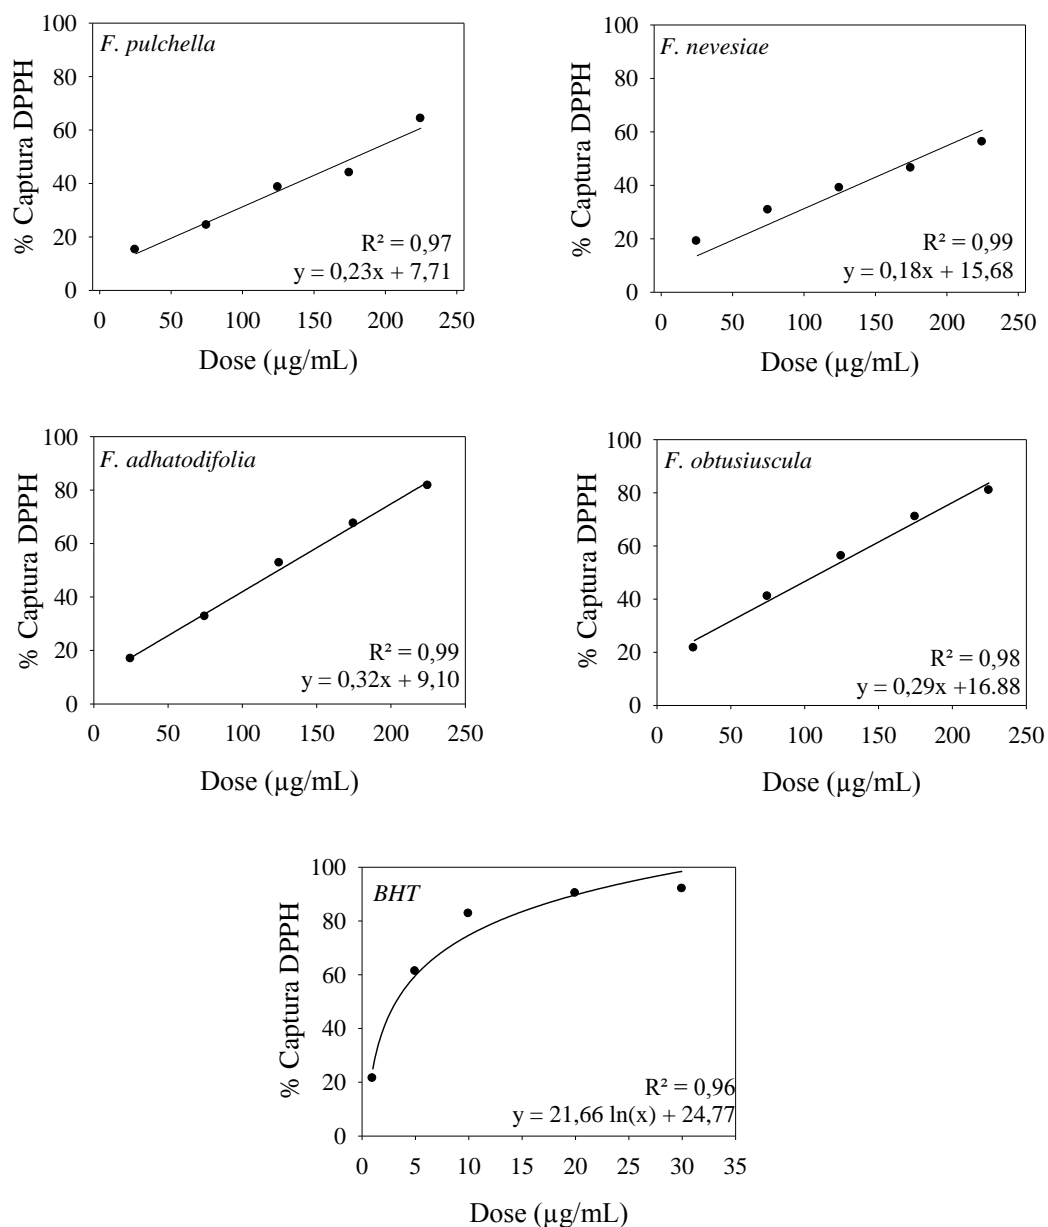 F. pulchella
100
80
60
40
20
0
% Captura DPPH
R² = 0,97
y = 0,23x + 7,71
0 50 100 150 200 250
Dose (µg/mL)
F. nevesiae
100
80
60
40
20
0
% Captura DPPH
R² = 0,99
y = 0,18x + 15,68
0 50 100 150 200 250
Dose (µg/mL)
F. adhatodifolia
100
80
60
40
20
0
% Captura DPPH
R² = 0,99
y = 0,32x + 9,10
0 50 100 150 200 250
Dose (µg/mL)
F. obtusiuscula
100
80
60
40
20
0
% Captura DPPH
R² = 0,98
y = 0,29x +16.88
0 50 100 150 200 250
Dose (µg/mL)
BHT
100
80
60
40
20
0
% Captura DPPH
R² = 0,96
y = 21,66 ln(x) + 24,77
0 5 10 15 20 25 30 35
Dose (µg/mL)